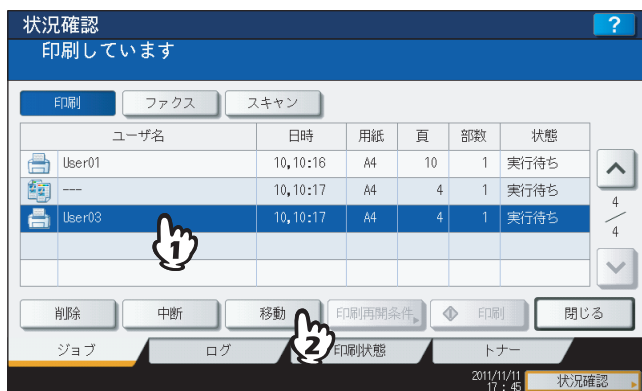 状況確認 ?
印刷しています
印刷 ファクス スキャン
ユーザ名 日時 用紙 頁 部数 状態
User01 10,10:16 A4 10 1 実行待ち
--- 10,10:17 A4 4 1 実行待ち
User03 10,10:17 A4 4 1 実行待ち
4
4
1
削除 中断 移動 印刷再開条件 印刷 閉じる
2
ジョブ ログ 印刷状態 トナー
2011/11/11
17:45 状況確認